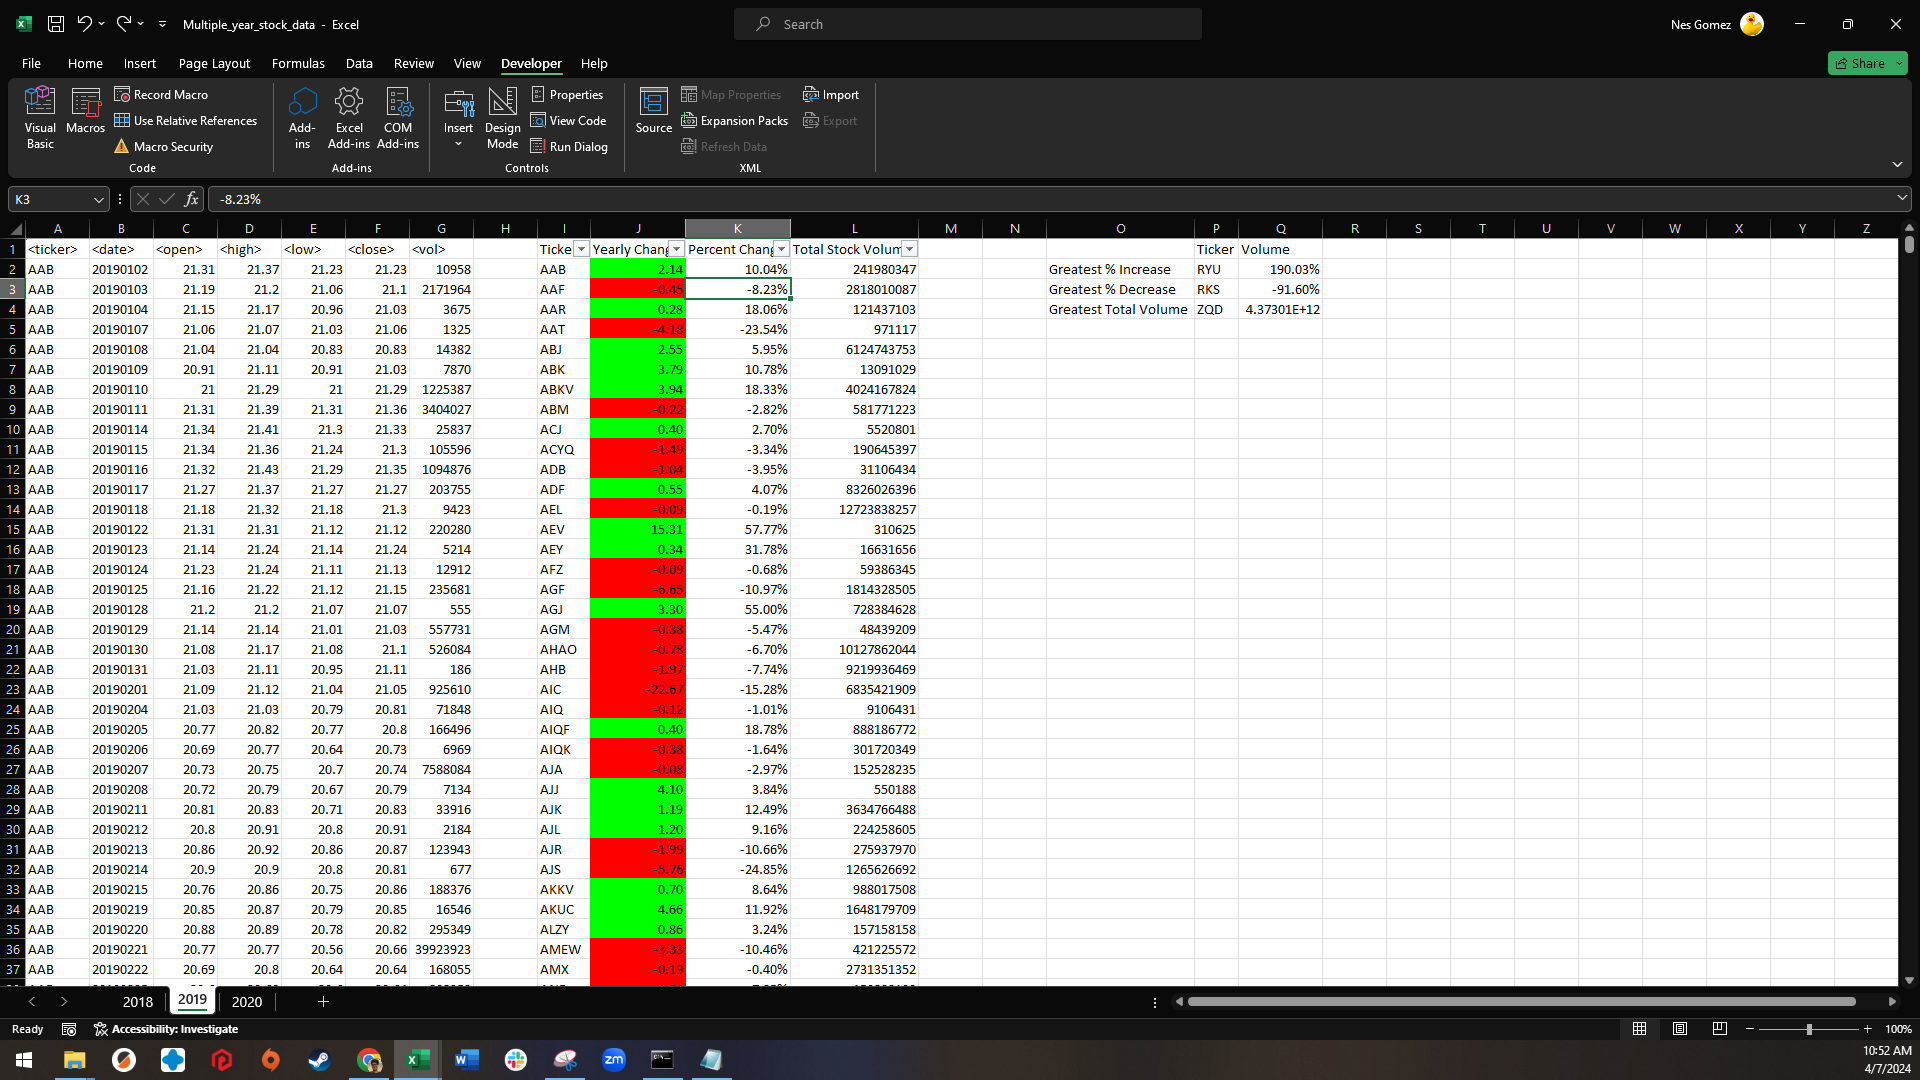 Multiple_year_stock_data - Excel
Search
Nes Gomez
File Home Insert Page Layout Formulas Data Review View Developer Help
Share
Visual Basic
Macros
Record Macro
Use Relative References
Macro Security
Code
Add-ins
Excel Add-ins
COM Add-ins
Add-ins
Insert
Design Mode
Properties
View Code
Run Dialog
Controls
Source
Map Properties
Expansion Packs
Refresh Data
Import
Export
XML
K3 fx -8.23%
A B C D E F G H I J K L M N O P Q R S T U V W X Y Z
1 <ticker> <date> <open> <high> <low> <close> <vol> Ticke Yearly Chang Percent Chang Total Stock Volum Ticker Volume
2 AAB 20190102 21.31 21.37 21.23 21.23 10958 AAB 2.14 10.04% 241980347 Greatest % Increase RYU 190.03%
3 AAB 20190103 21.19 21.2 21.06 21.1 2171964 AAF -0.45 -8.23% 2818010087 Greatest % Decrease RKS -91.60%
4 AAB 20190104 21.15 21.17 20.96 21.03 3675 AAR 0.28 18.06% 121437103 Greatest Total Volume ZQD 4.37301E+12
5 AAB 20190107 21.06 21.07 21.03 21.06 1325 AAT -4.18 -23.54% 971117
6 AAB 20190108 21.04 21.04 20.83 20.83 14382 ABJ 2.55 5.95% 6124743753
7 AAB 20190109 20.91 21.11 20.91 21.03 7870 ABK 3.79 10.78% 13091029
8 AAB 20190110 21 21.29 21 21.29 1225387 ABKV 3.94 18.33% 4024167824
9 AAB 20190111 21.31 21.39 21.31 21.36 3404027 ABM -0.22 -2.82% 581771223
10 AAB 20190114 21.34 21.41 21.3 21.33 25837 ACJ 0.40 2.70% 5520801
11 AAB 20190115 21.34 21.36 21.24 21.3 105596 ACYQ -1.49 -3.34% 190645397
12 AAB 20190116 21.32 21.43 21.29 21.35 1094876 ADB -1.04 -3.95% 31106434
13 AAB 20190117 21.27 21.37 21.27 21.27 203755 ADF 0.55 4.07% 8326026396
14 AAB 20190118 21.18 21.32 21.18 21.3 9423 AEL -0.09 -0.19% 12723838257
15 AAB 20190122 21.31 21.31 21.12 21.12 220280 AEV 15.31 57.77% 310625
16 AAB 20190123 21.14 21.24 21.14 21.24 5214 AEY 0.34 31.78% 16631656
17 AAB 20190124 21.23 21.24 21.11 21.13 12912 AFZ -0.09 -0.68% 59386345
18 AAB 20190125 21.16 21.22 21.12 21.15 235681 AGF -6.65 -10.97% 1814328505
19 AAB 20190128 21.2 21.2 21.07 21.07 555 AGJ 3.30 55.00% 728384628
20 AAB 20190129 21.14 21.14 21.01 21.03 557731 AGM -0.38 -5.47% 48439209
21 AAB 20190130 21.08 21.17 21.08 21.1 526084 AHAO -0.78 -6.70% 10127862044
22 AAB 20190131 21.03 21.11 20.95 21.11 186 AHB -1.97 -7.74% 9219936469
23 AAB 20190201 21.09 21.12 21.04 21.05 925610 AIC -22.67 -15.28% 6835421909
24 AAB 20190204 21.03 21.03 20.79 20.81 71848 AIQ -0.12 -1.01% 9106431
25 AAB 20190205 20.77 20.82 20.77 20.8 166496 AIQF 0.40 18.78% 888186772
26 AAB 20190206 20.69 20.77 20.64 20.73 6969 AIQK -0.38 -1.64% 301720349
27 AAB 20190207 20.73 20.75 20.7 20.74 7588084 AJA -0.08 -2.97% 152528235
28 AAB 20190208 20.72 20.79 20.67 20.79 7134 AJJ 4.10 3.84% 550188
29 AAB 20190211 20.81 20.83 20.71 20.83 33916 AJK 1.19 12.49% 3634766488
30 AAB 20190212 20.8 20.91 20.8 20.91 2184 AJL 1.20 9.16% 224258605
31 AAB 20190213 20.86 20.92 20.86 20.87 123943 AJR -1.99 -10.66% 275937970
32 AAB 20190214 20.9 20.9 20.8 20.81 677 AJS -5.76 -24.85% 1265626692
33 AAB 20190215 20.76 20.86 20.75 20.86 188376 AKKV 0.70 8.64% 988017508
34 AAB 20190219 20.85 20.87 20.79 20.85 16546 AKUC 4.66 11.92% 1648179709
35 AAB 20190220 20.88 20.89 20.78 20.82 295349 ALZY 0.86 3.24% 157158158
36 AAB 20190221 20.77 20.77 20.56 20.66 39923923 AMEW -3.33 -10.46% 421225572
37 AAB 20190222 20.69 20.8 20.64 20.64 168055 AMX -0.19 -0.40% 2731351352
2018 2019 2020
Ready Accessibility: Investigate 100%
zm
10:52 AM
4/7/2024